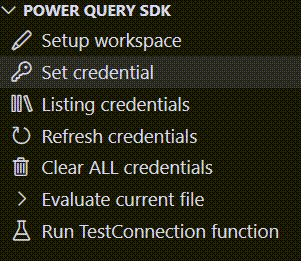 POWER QUERY SDK
Setup workspace
Set credential
Listing credentials
Refresh credentials
Clear ALL credentials
Evaluate current file
Run TestConnection function